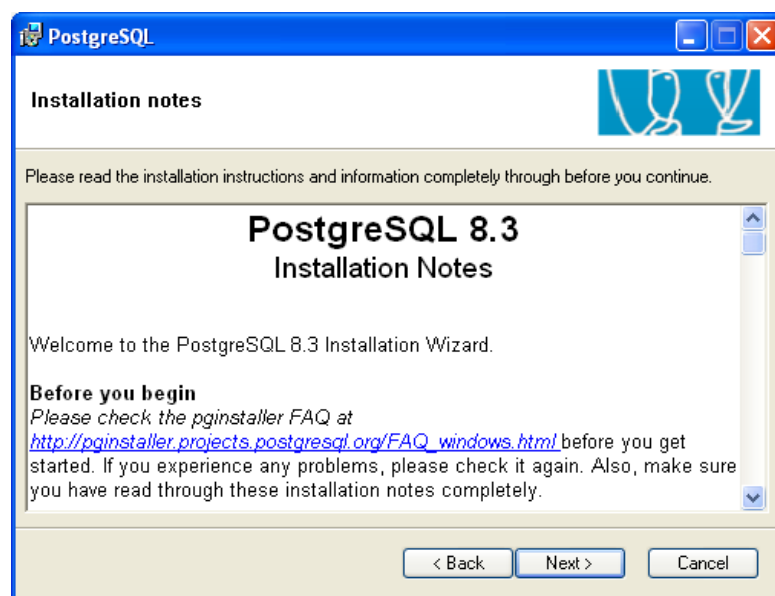 PostgreSQL
Installation notes
Please read the installation instructions and information completely through before you continue.
PostgreSQL 8.3
Installation Notes
Welcome to the PostgreSQL 8.3 Installation Wizard.
Before you begin
Please check the pginstaller FAQ at
http://pginstaller.projects.postgresql.org/FAQ_windows.html before you get
started. If you experience any problems, please check it again. Also, make sure
you have read through these installation notes completely.
< Back
Next >
Cancel